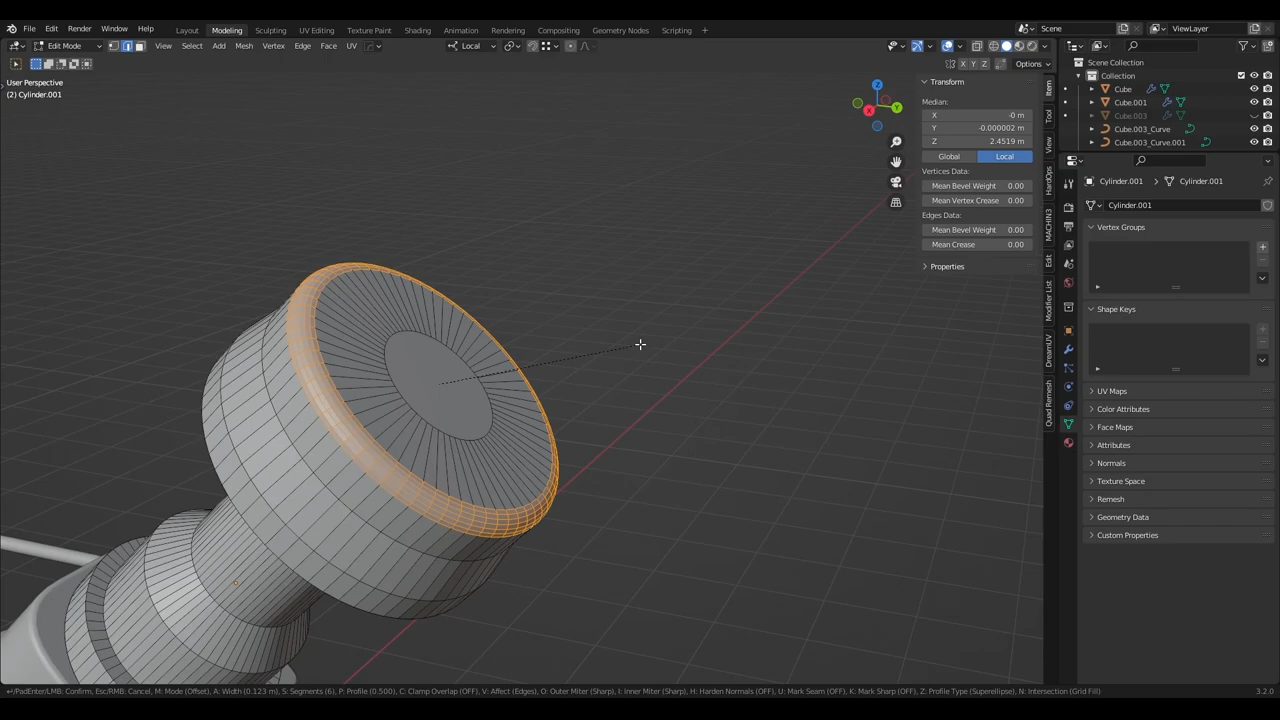 File Edit Render Window Help Layout Modeling Sculpting UV Editing Texture Paint Shading Animation Rendering Compositing Geometry Nodes Scripting + Scene ViewLayer
Edit Mode View Select Add Mesh Vertex Edge Face UV Local
X Y Z Options
User Perspective
(2) Cylinder.001
Transform
Median:
X -0 m
Y -0.000002 m
Z 2.4519 m
Global Local
Vertices Data:
Mean Bevel Weight 0.00
Mean Vertex Crease 0.00
Edges Data:
Mean Bevel Weight 0.00
Mean Crease 0.00
Properties
Z
Y
X
Item
Tool
View
HardOps
MACHIN3
Edit
Modifier List
DreamUV
Quad Remesh
Scene Collection
Collection
Cube
Cube.001
Cube.003
Cube.003_Curve
Cube.003_Curve.001
Cylinder.001 > Cylinder.001
Cylinder.001
Vertex Groups
Shape Keys
UV Maps
Color Attributes
Face Maps
Attributes
Normals
Texture Space
Remesh
Geometry Data
Custom Properties
↵/PadEnter/LMB: Confirm, Esc/RMB: Cancel, M: Mode (Offset), A: Width (0.123 m), S: Segments (6), P: Profile (0.500), C: Clamp Overlap (OFF), V: Affect (Edges), O: Outer Miter (Sharp), I: Inner Miter (Sharp), H: Harden Normals (OFF), U: Mark Seam (OFF), K: Mark Sharp (OFF), Z: Profile Type (Superellipse), N: Intersection (Grid Fill)
3.2.0